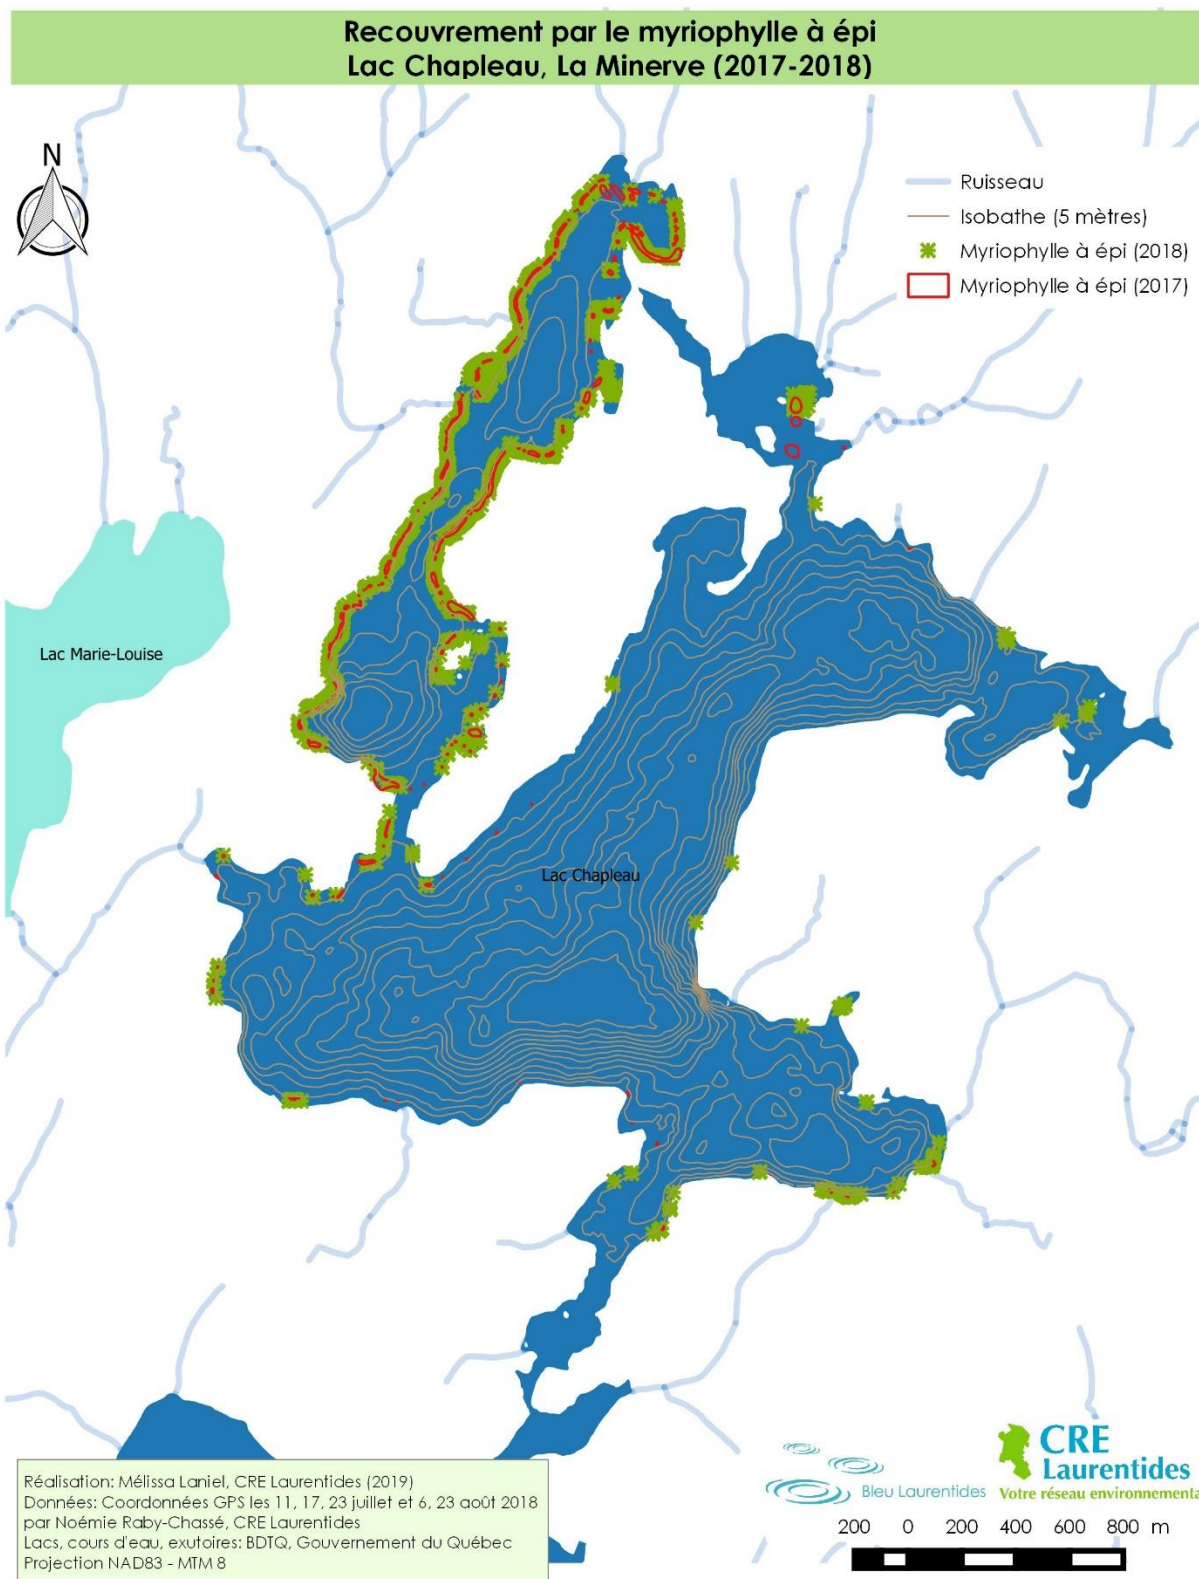 Recouvrement par le myriophylle à épi
Lac Chapleau, La Minerve (2017-2018)
N
Ruisseau
Isobathe (5 mètres)
Myriophylle à épi (2018)
Myriophylle à épi (2017)
Lac Marie-Louise
Lac Chapleau
Réalisation: Mélissa Laniel, CRE Laurentides (2019)
Données: Coordonnées GPS les 11, 17, 23 juillet et 6, 23 août 2018
par Noémie Raby-Chassé, CRE Laurentides
Lacs, cours d'eau, exutoires: BDTQ, Gouvernement du Québec
Projection NAD83 - MTM 8
Bleu Laurentides
CRE
Laurentides
Votre réseau environnementa
200 0 200 400 600 800 m